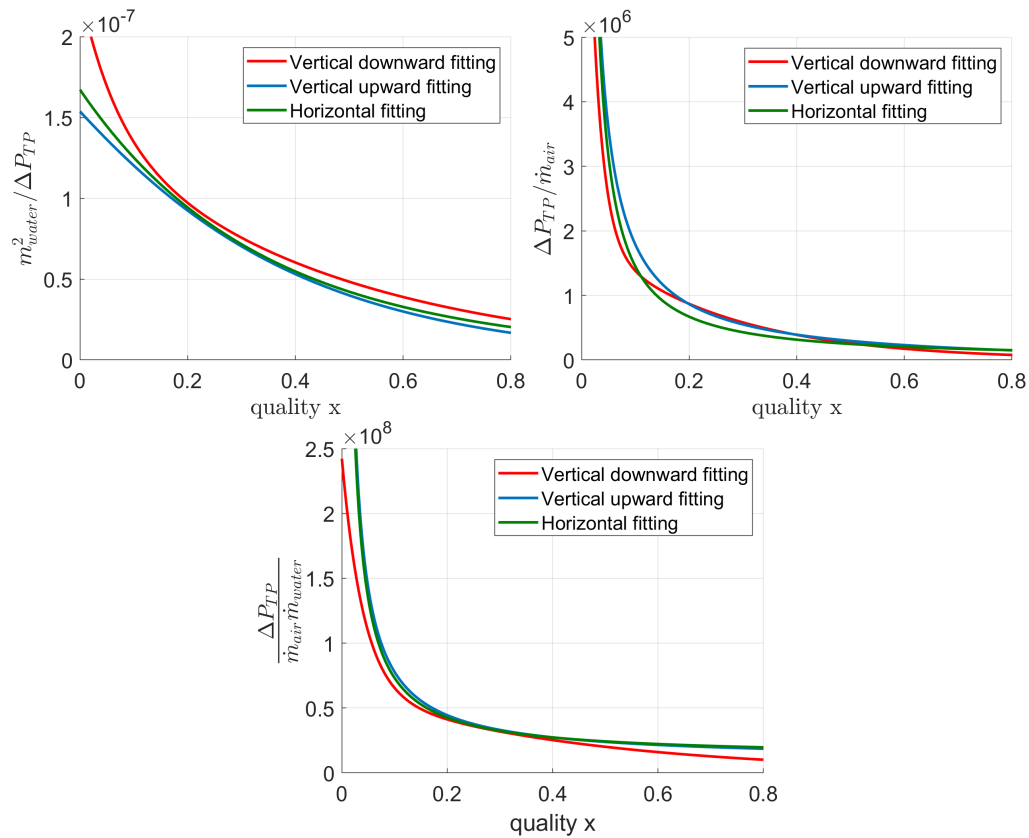 ×10⁻⁷
2
1.5
1
0.5
0
m²_water/ΔP_TP
0 0.2 0.4 0.6 0.8
quality x
Vertical downward fitting
Vertical upward fitting
Horizontal fitting
×10⁶
5
4
3
2
1
0
ΔP_TP/ṁ_air
0 0.2 0.4 0.6 0.8
quality x
Vertical downward fitting
Vertical upward fitting
Horizontal fitting
×10⁸
2.5
2
1.5
1
0.5
0
ΔP_TP
ṁ_air ṁ_water
0 0.2 0.4 0.6 0.8
quality x
Vertical downward fitting
Vertical upward fitting
Horizontal fitting